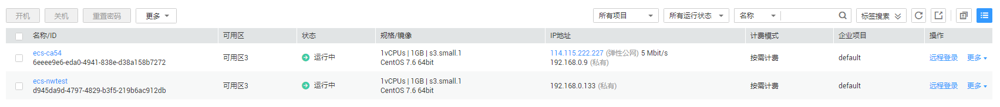 开机 关机 重置密码 更多 所有项目 所有运行状态 名称 标签搜索
名称/ID 可用区 状态 规格/镜像 IP地址 计费模式 企业项目 操作
ecs-ca54
6eeee9e6-eda0-4941-838e-d38a158b7272
可用区3
运行中
1vCPUs | 1GB | s3.small.1
CentOS 7.6 64bit
114.115.222.227 (弹性公网) 5 Mbit/s
192.168.0.9 (私有)
按需计费
default
远程登录 更多
ecs-nwtest
d945da9d-4797-4829-b3f5-219b6ac912db
可用区3
运行中
1vCPUs | 1GB | s3.small.1
CentOS 7.6 64bit
192.168.0.133 (私有)
按需计费
default
远程登录 更多